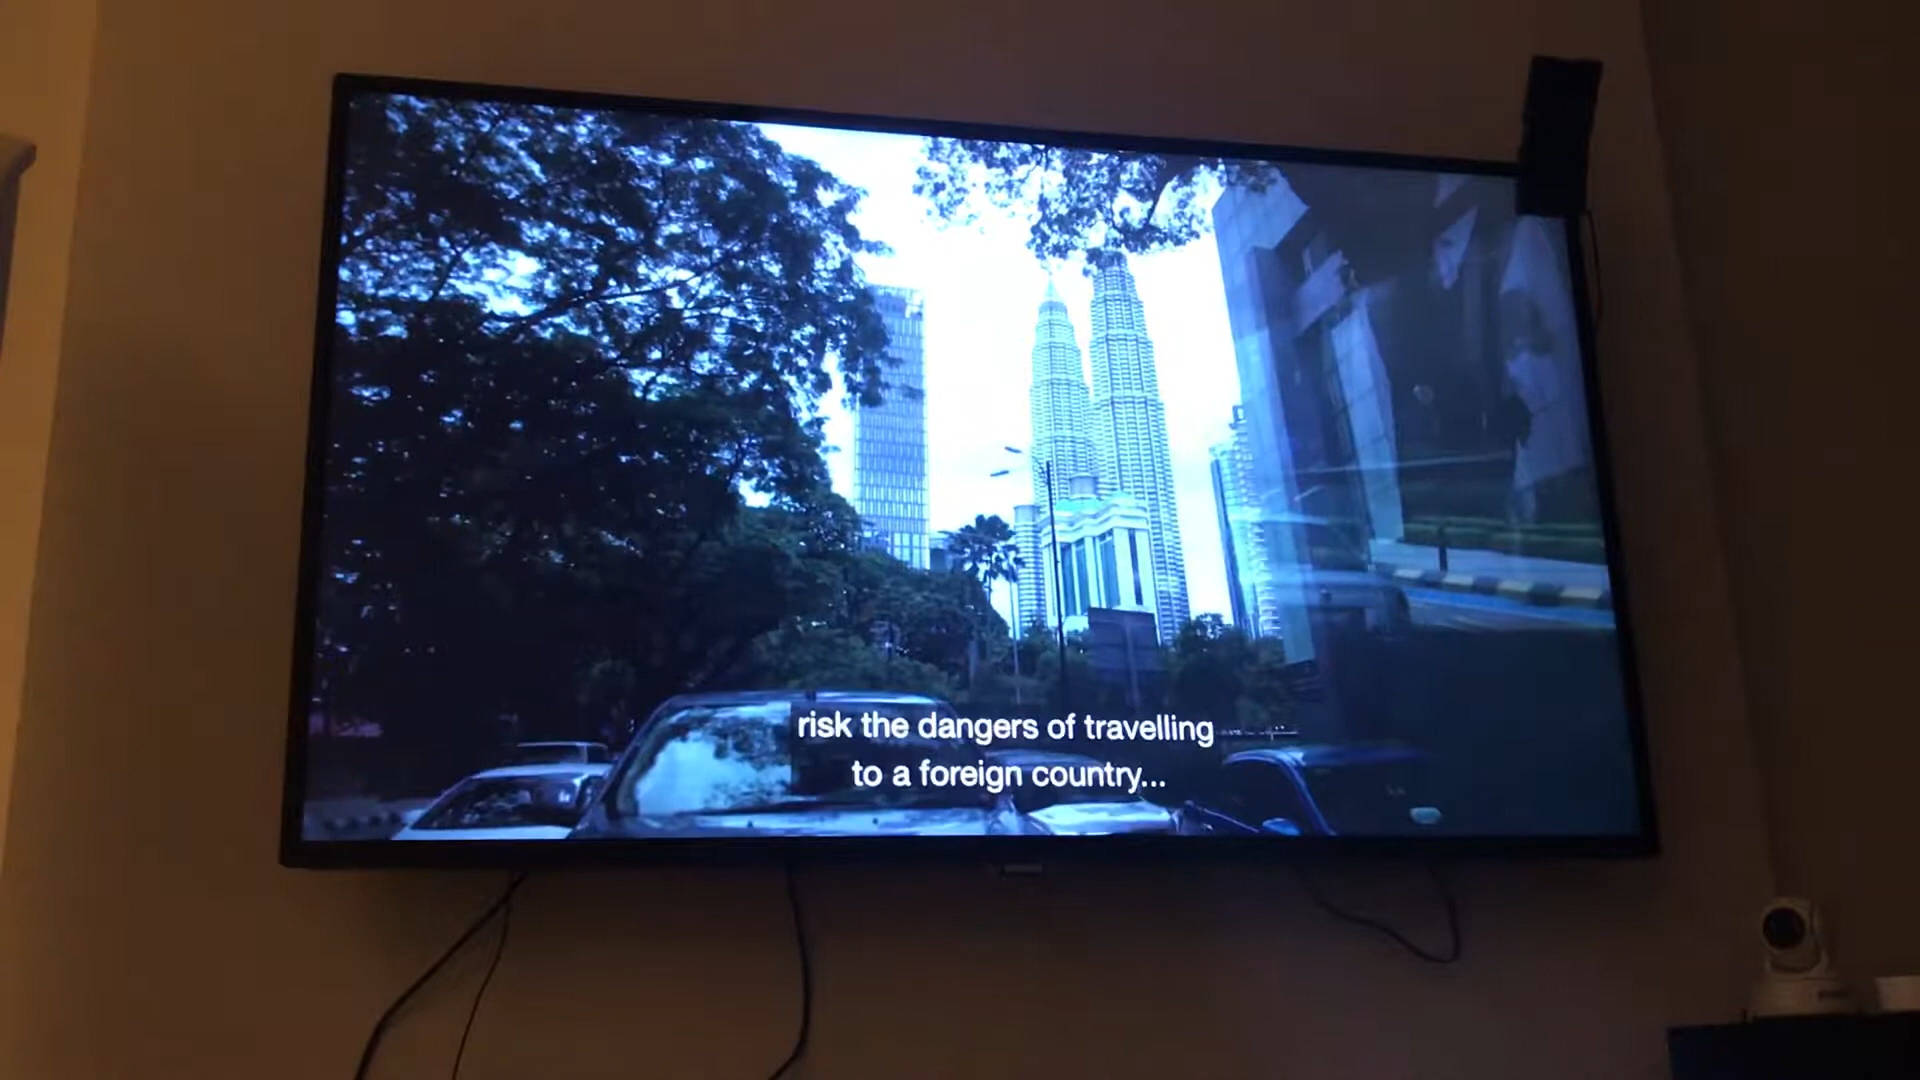 risk the dangers of travelling
to a foreign country...